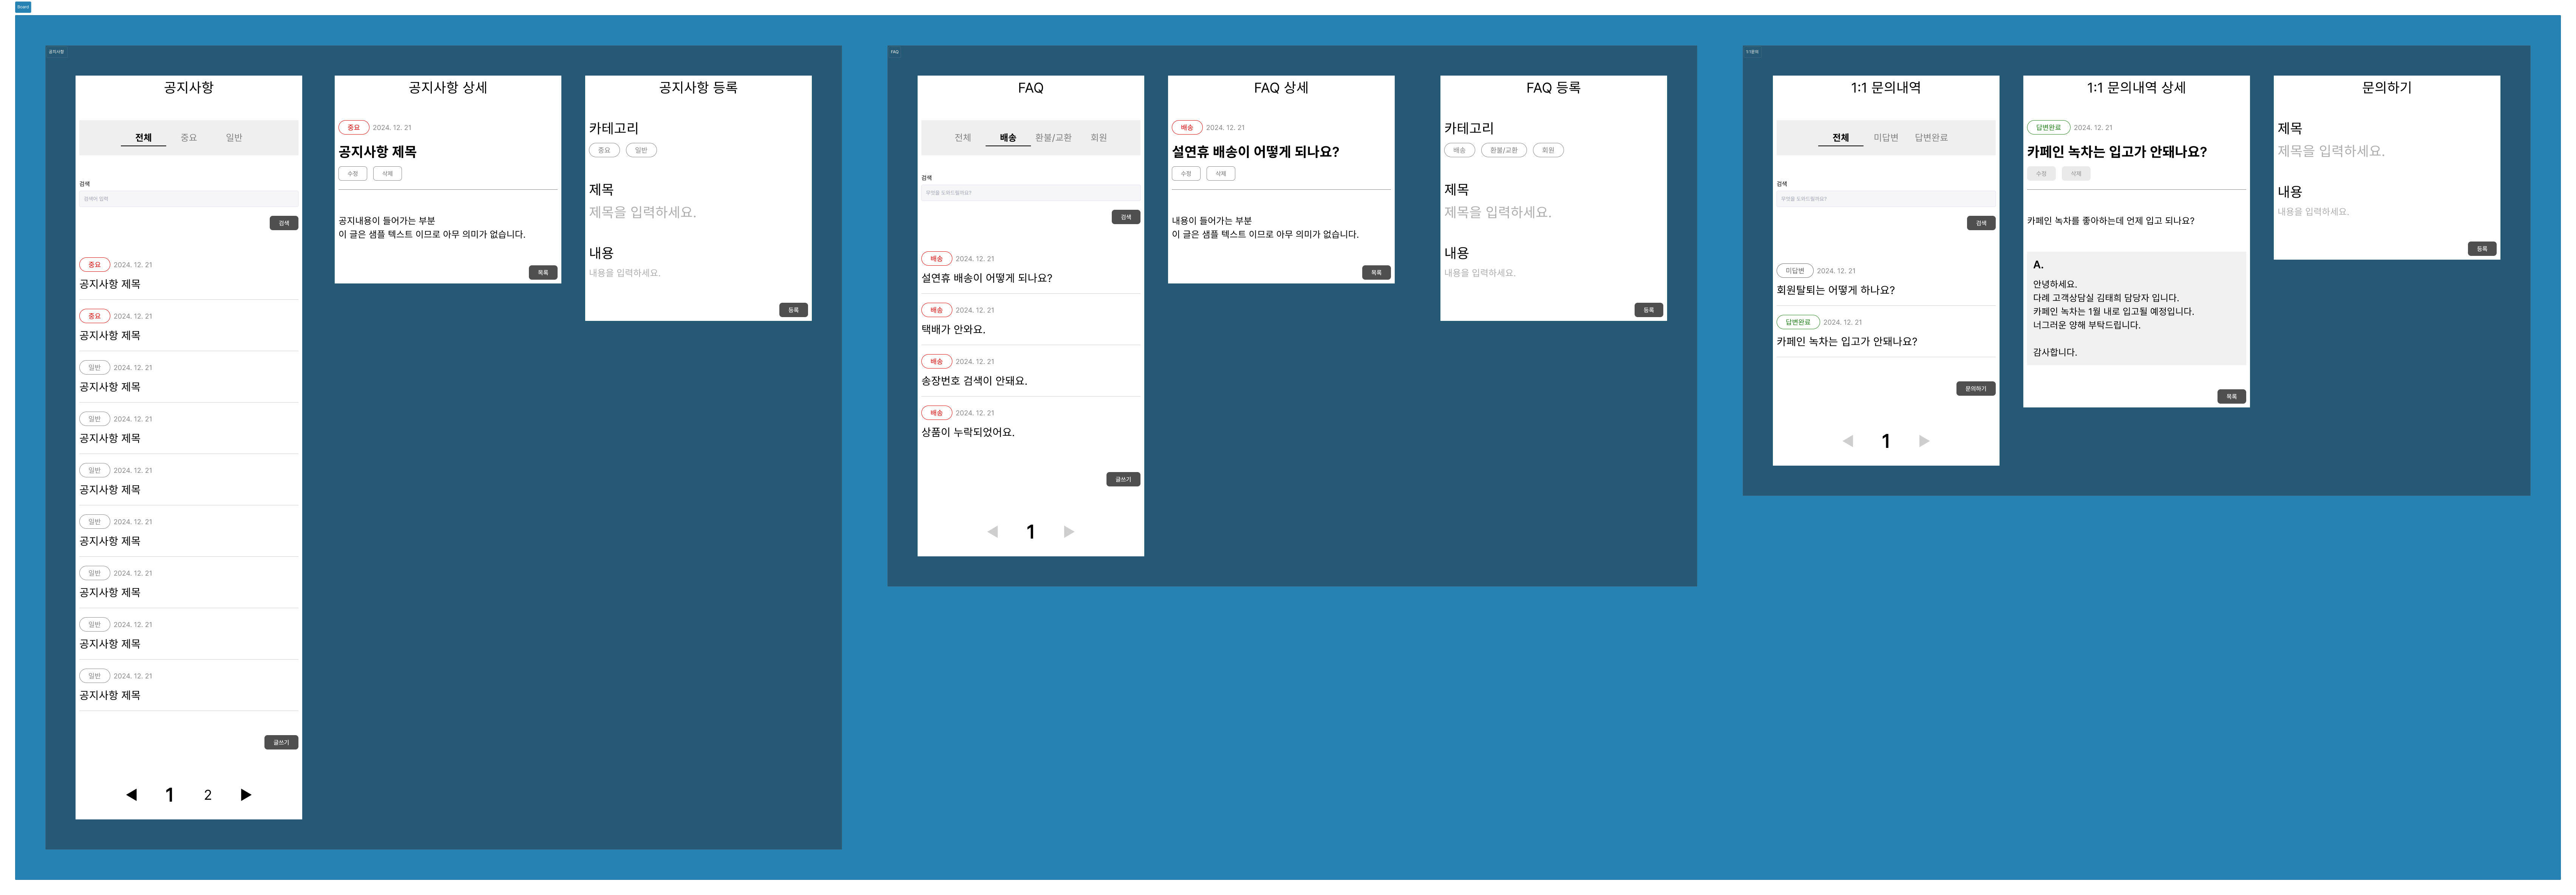 Board
공지사항
공지사항
전체 중요 일반
검색
검색어 입력
검색
중요 2024. 12. 21
공지사항 제목
중요 2024. 12. 21
공지사항 제목
일반 2024. 12. 21
공지사항 제목
일반 2024. 12. 21
공지사항 제목
일반 2024. 12. 21
공지사항 제목
일반 2024. 12. 21
공지사항 제목
일반 2024. 12. 21
공지사항 제목
일반 2024. 12. 21
공지사항 제목
일반 2024. 12. 21
공지사항 제목
글쓰기
◀ 1 2 ▶
공지사항 상세
중요 2024. 12. 21
공지사항 제목
수정 삭제
공지내용이 들어가는 부분
이 글은 샘플 텍스트 이므로 아무 의미가 없습니다.
목록
공지사항 등록
카테고리
중요 일반
제목
제목을 입력하세요.
내용
내용을 입력하세요.
등록
FAQ
FAQ
전체 배송 환불/교환 회원
검색
무엇을 도와드릴까요?
검색
배송 2024. 12. 21
설연휴 배송이 어떻게 되나요?
배송 2024. 12. 21
택배가 안와요.
배송 2024. 12. 21
송장번호 검색이 안돼요.
배송 2024. 12. 21
상품이 누락되었어요.
글쓰기
◀ 1 ▶
FAQ 상세
배송 2024. 12. 21
설연휴 배송이 어떻게 되나요?
수정 삭제
내용이 들어가는 부분
이 글은 샘플 텍스트 이므로 아무 의미가 없습니다.
목록
FAQ 등록
카테고리
배송 환불/교환 회원
제목
제목을 입력하세요.
내용
내용을 입력하세요.
등록
1:1문의
1:1 문의내역
전체 미답변 답변완료
검색
무엇을 도와드릴까요?
검색
미답변 2024. 12. 21
회원탈퇴는 어떻게 하나요?
답변완료 2024. 12. 21
카페인 녹차는 입고가 안돼나요?
문의하기
◀ 1 ▶
1:1 문의내역 상세
답변완료 2024. 12. 21
카페인 녹차는 입고가 안돼나요?
수정 삭제
카페인 녹차를 좋아하는데 언제 입고 되나요?
A.
안녕하세요.
다례 고객상담실 김태희 담당자 입니다.
카페인 녹차는 1월 내로 입고될 예정입니다.
너그러운 양해 부탁드립니다.
감사합니다.
목록
문의하기
제목
제목을 입력하세요.
내용
내용을 입력하세요.
등록